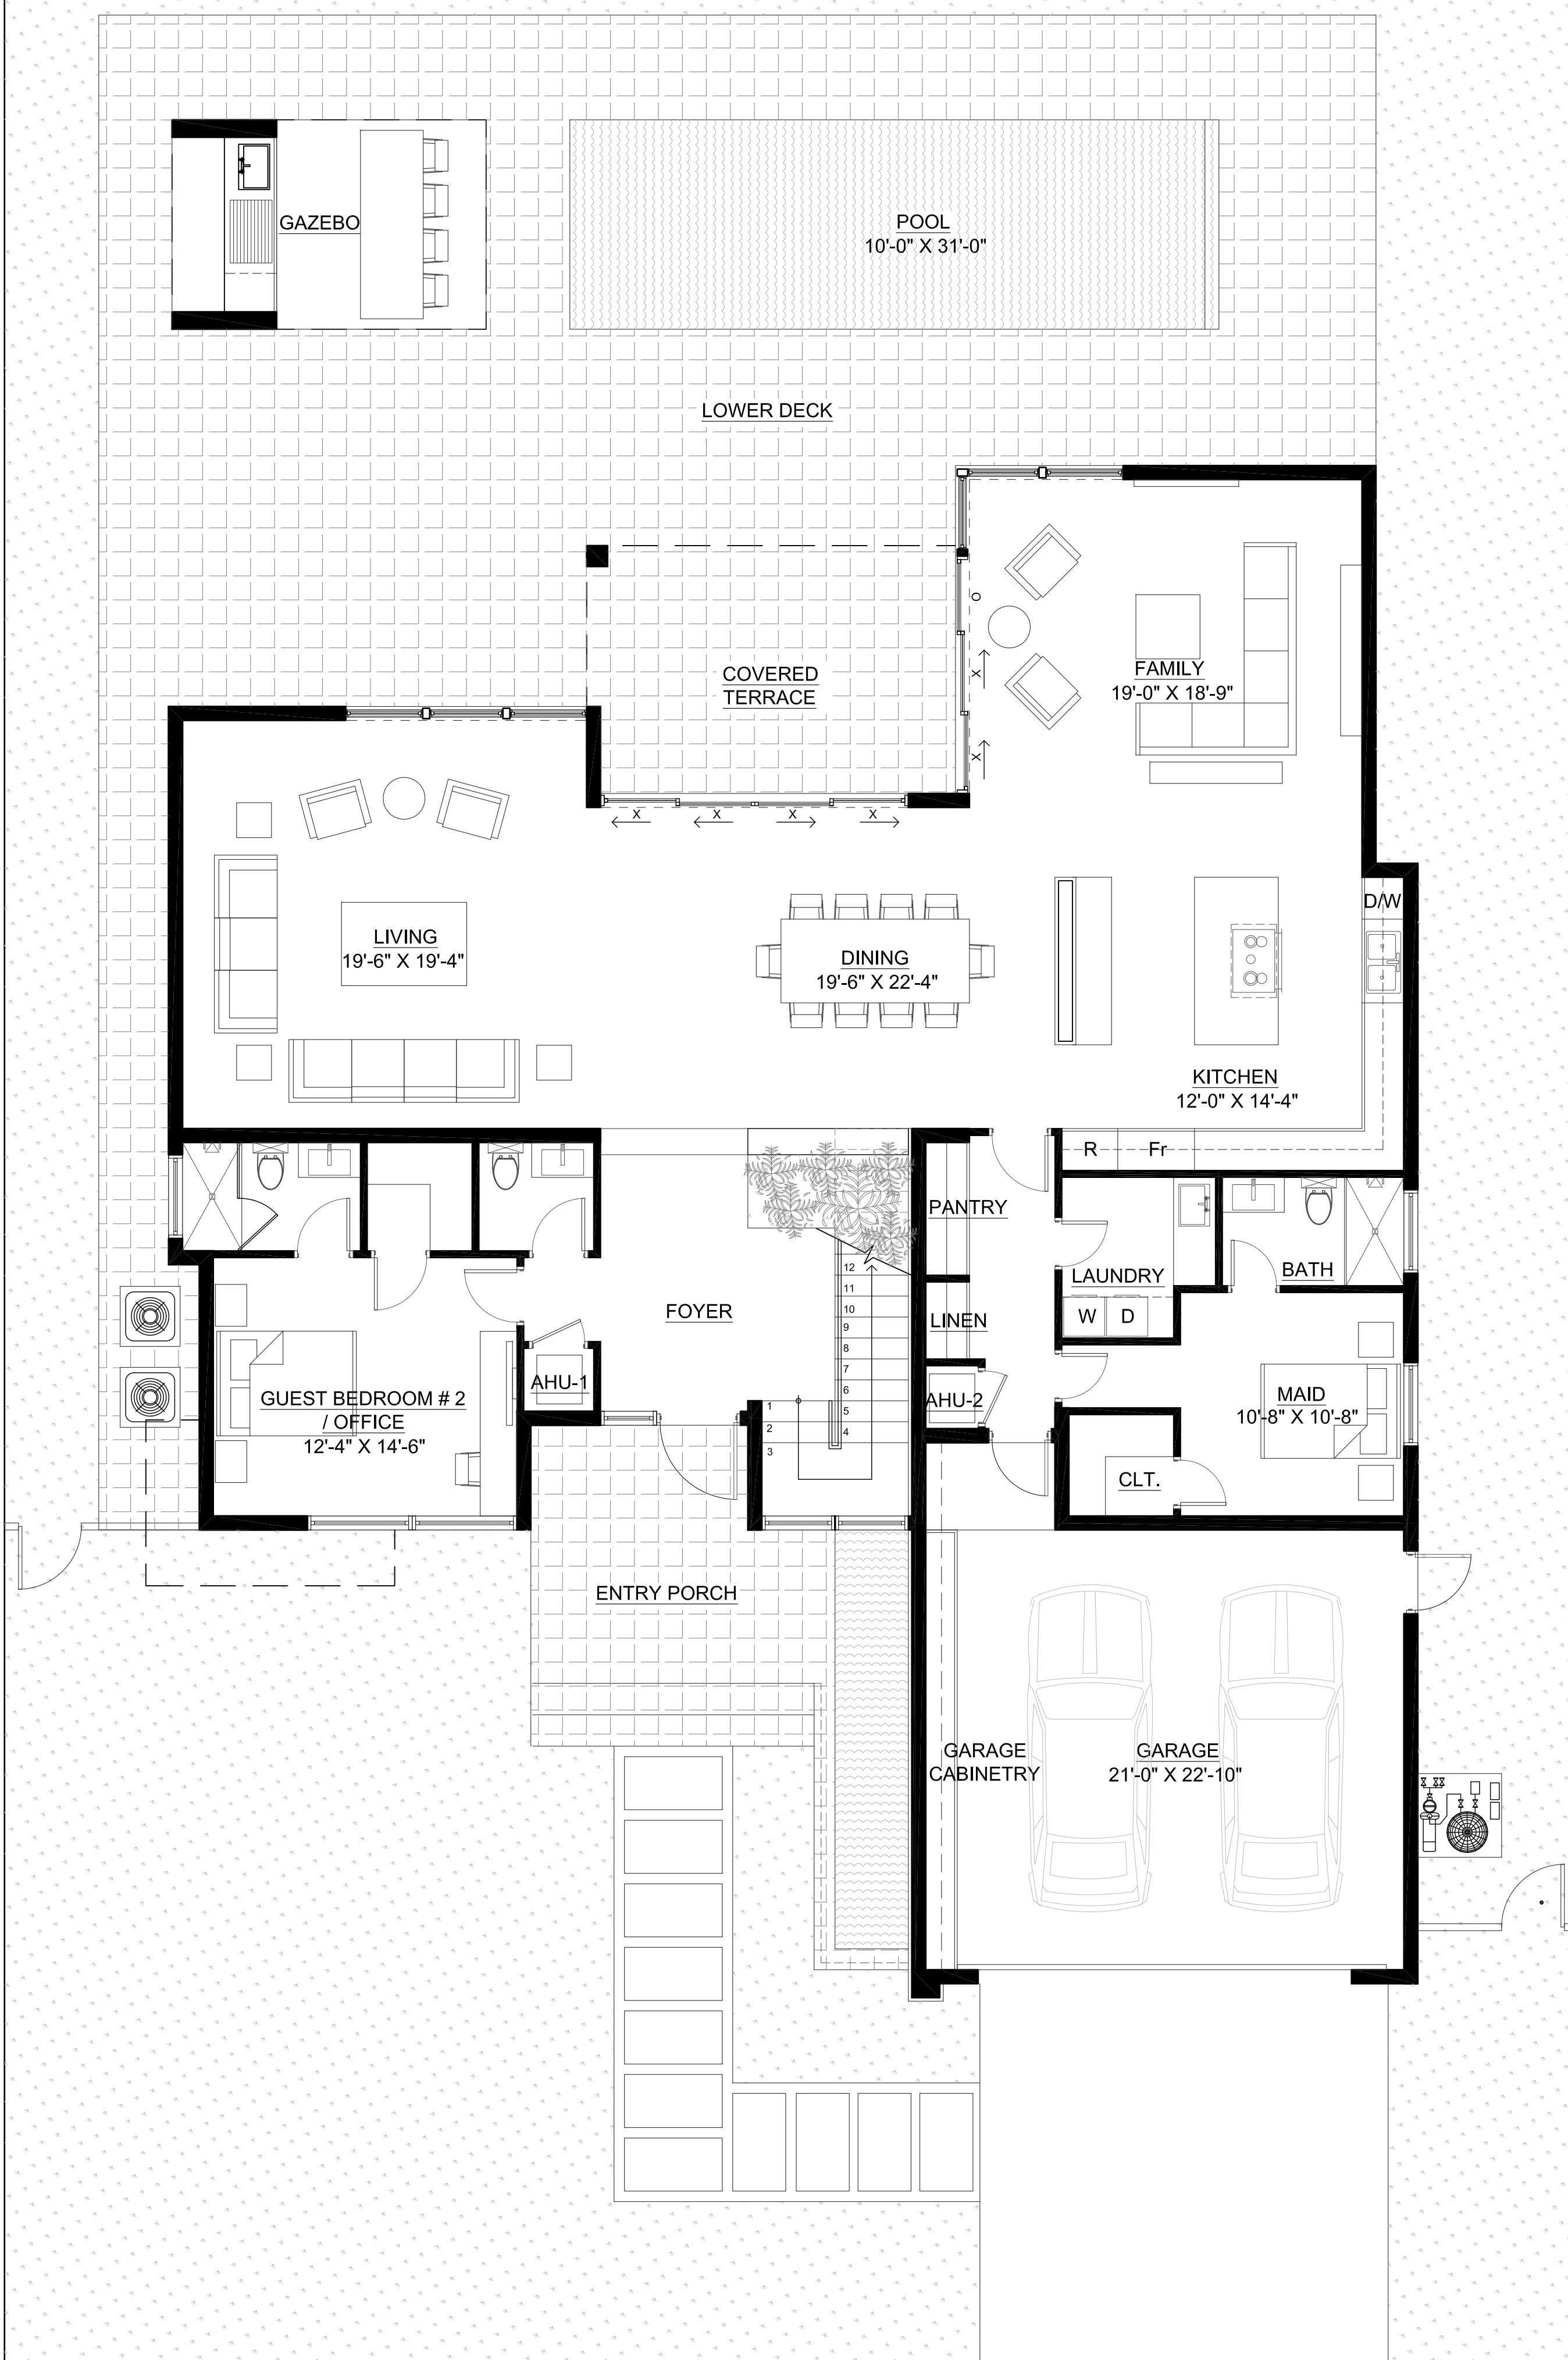 GAZEBO
POOL
10'-0" X 31'-0"
LOWER DECK
O
X
X
COVERED
TERRACE
FAMILY
19'-0" X 18'-9"
X
X
X
X
D/W
LIVING
19'-6" X 19'-4"
DINING
19'-6" X 22'-4"
KITCHEN
12'-0" X 14'-4"
R
Fr
PANTRY
LAUNDRY
BATH
W
D
FOYER
LINEN
12
11
10
9
8
7
6
5
4
1
2
3
AHU-1
AHU-2
GUEST BEDROOM # 2
/ OFFICE
12'-4" X 14'-6"
MAID
10'-8" X 10'-8"
CLT.
ENTRY PORCH
GARAGE
CABINETRY
GARAGE
21'-0" X 22'-10"